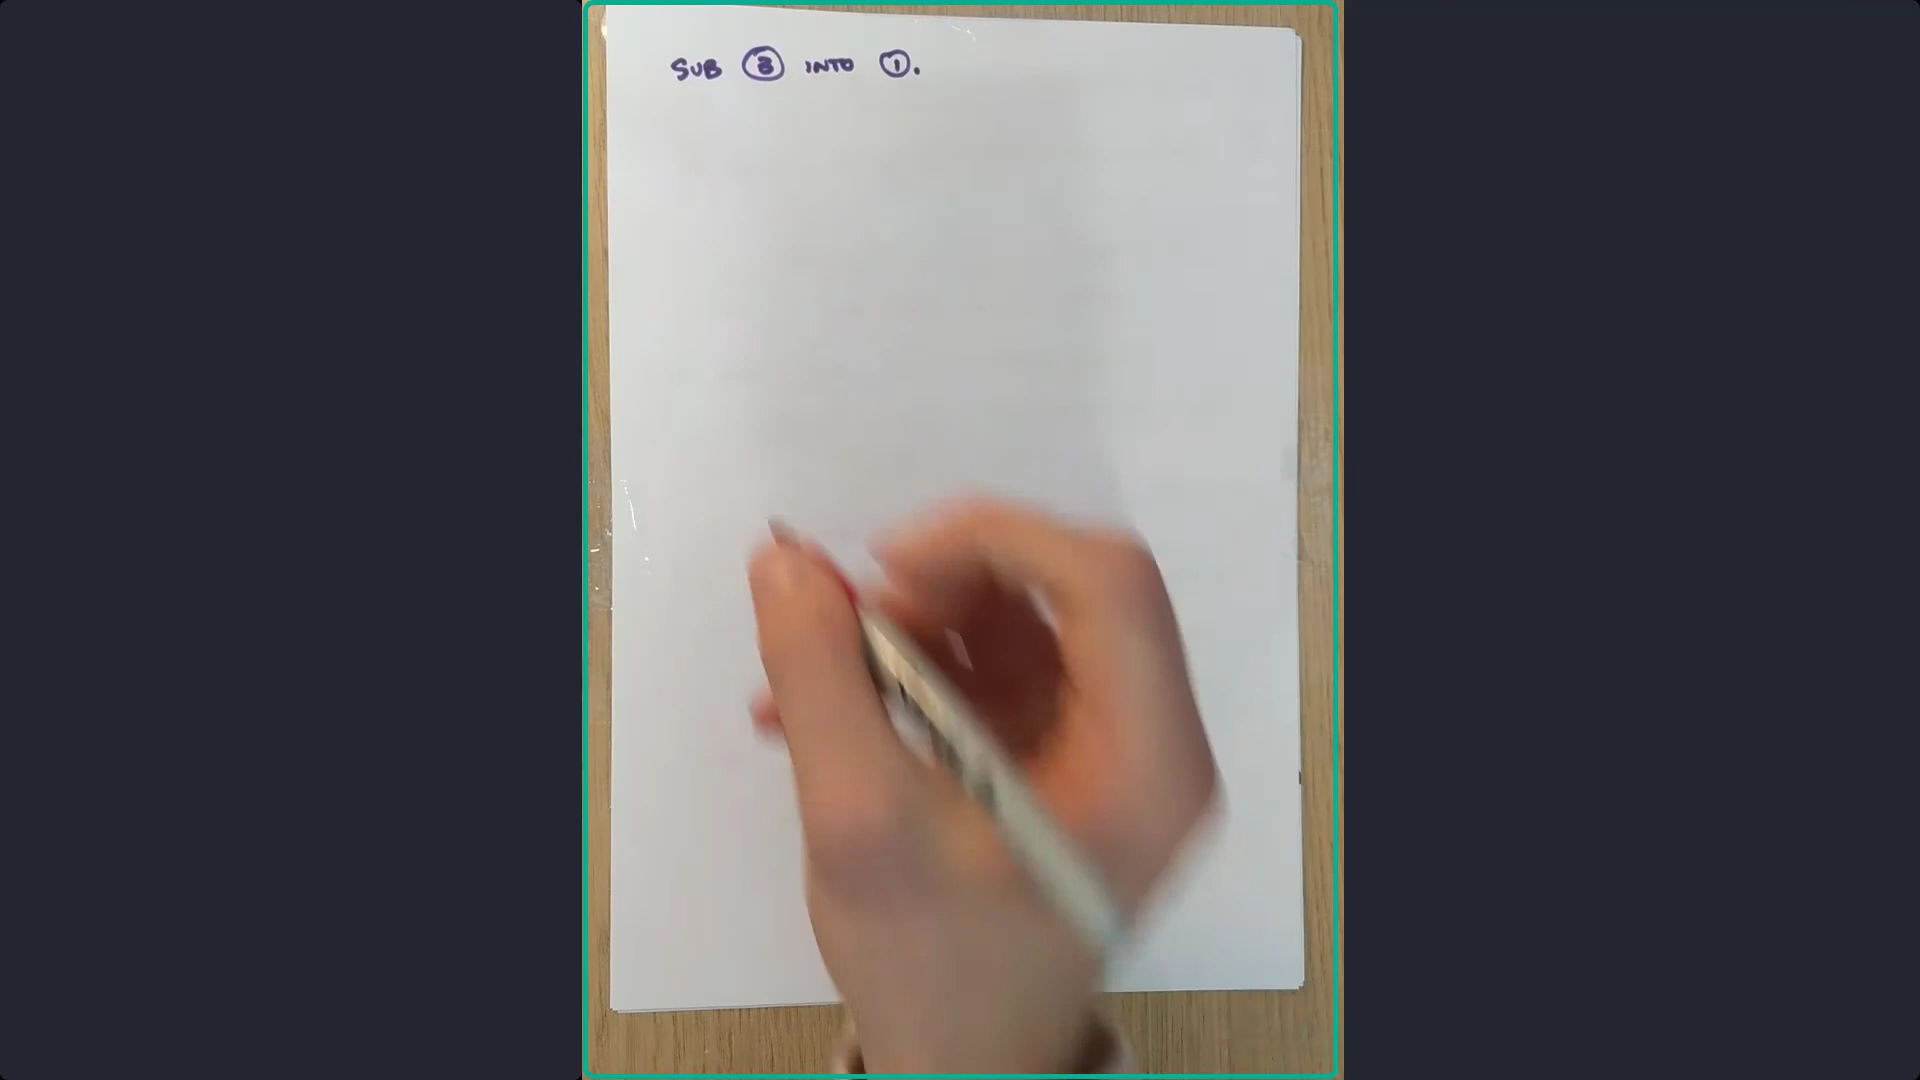 SUB ③ INTO ①.